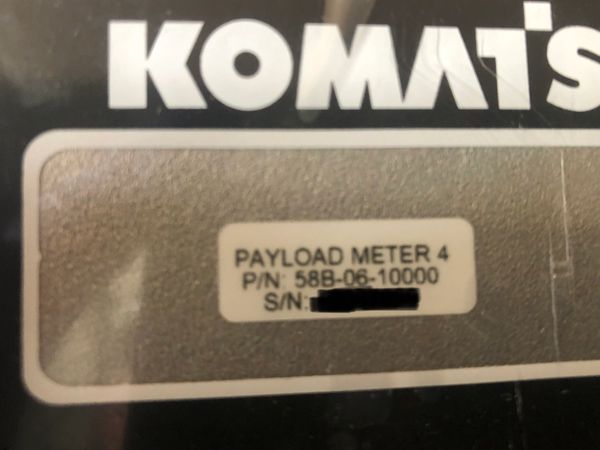 KOMATS
PAYLOAD METER 4
P/N: 58B-06-10000
S/N: